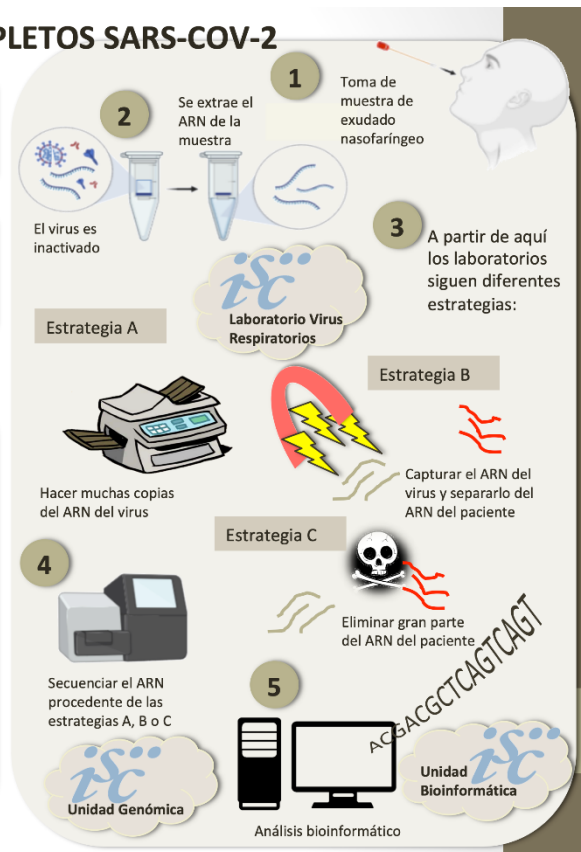 PLETOS SARS-COV-2
1
Toma de
muestra de
exudado
nasofaríngeo
2
Se extrae el
ARN de la
muestra
El virus es
inactivado
3
A partir de aquí
los laboratorios
siguen diferentes
estrategias:
isciii
Laboratorio Virus
Respiratorios
Estrategia A
Hacer muchas copias
del ARN del virus
Estrategia B
Capturar el ARN del
virus y separarlo del
ARN del paciente
Estrategia C
Eliminar gran parte
del ARN del paciente
4
Secuenciar el ARN
procedente de las
estrategias A, B o C
isciii
Unidad Genómica
5
ACGACGCTCAGTCAGT
Análisis bioinformático
isciii
Unidad
Bioinformática